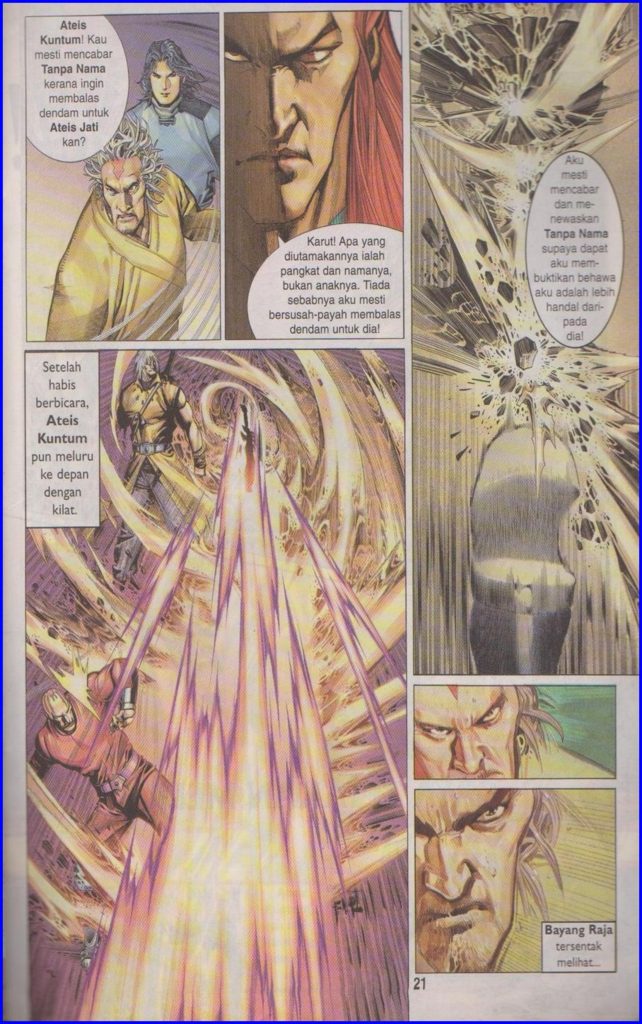 Ateis
Kuntum! Kau
mesti mencabar
Tanpa Nama
kerana ingin
membalas
dendam untuk
Ateis Jati
kan?
Karut! Apa yang
diutamakannya ialah
pangkat dan namanya,
bukan anaknya. Tiada
sebabnya aku mesti
bersusah-payah membalas
dendam untuk dia!
Aku
mesti
mencabar
dan me-
newaskan
Tanpa Nama
supaya dapat
aku mem-
buktikan behawa
aku adalah lebih
handal dari-
pada
dia!
Setelah
habis
berbicara,
Ateis
Kuntum
pun meluru
ke depan
dengan
kilat.
Bayang Raja
tersentak
melihat...
21